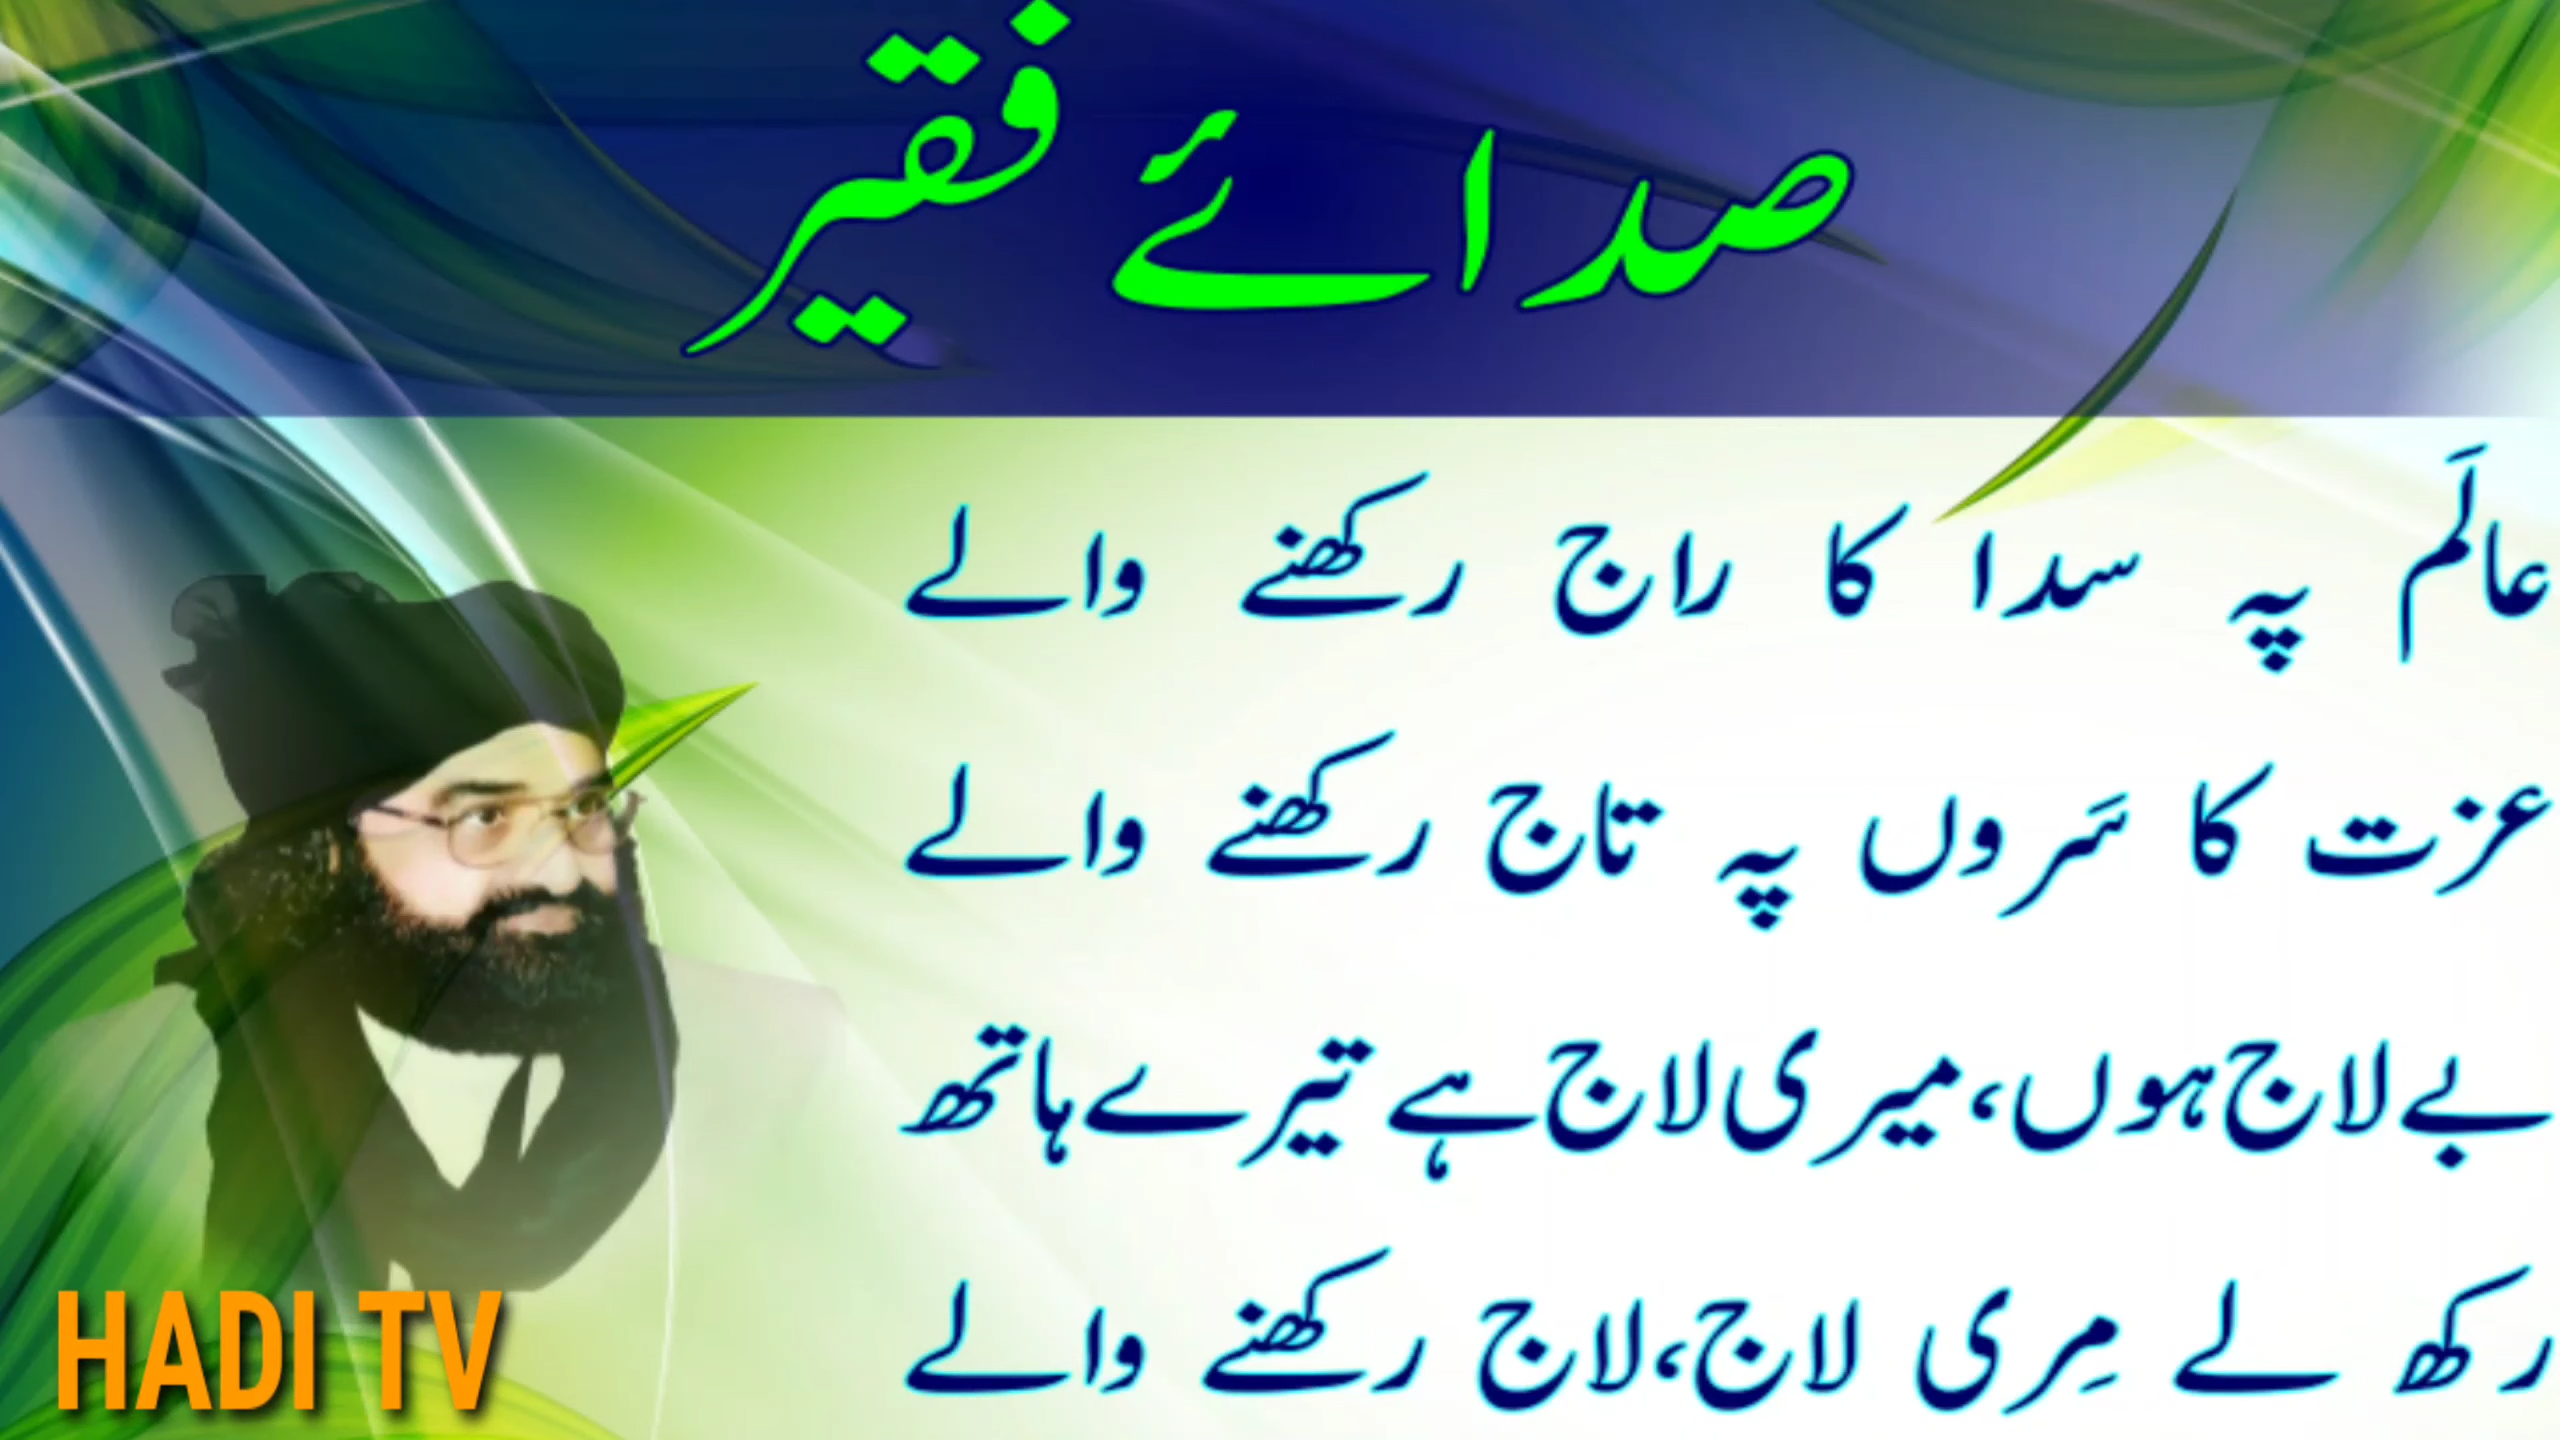 صدائے فقیر
عالَم پہ سدا کا راج رکھنے والے
عزت کا سَروں پہ تاج رکھنے والے
بے لاج ہوں، میری لاج ہے تیرے ہاتھ
رکھ لے مِری لاج، لاج رکھنے والے
HADI TV